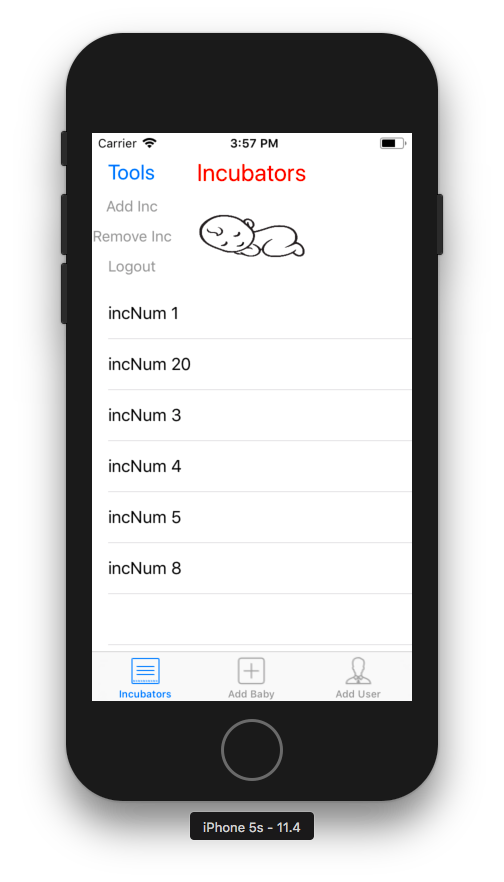 Carrier 3:57 PM
Tools Incubators
Add Inc
Remove Inc
Logout
incNum 1
incNum 20
incNum 3
incNum 4
incNum 5
incNum 8
Incubators Add Baby Add User
iPhone 5s - 11.4